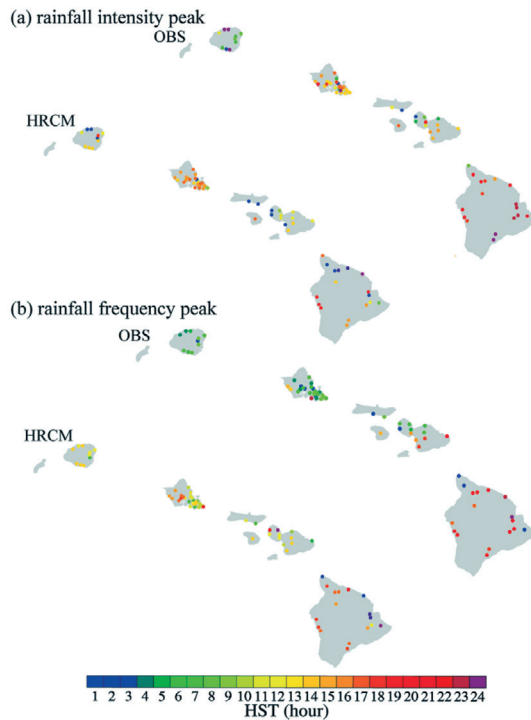 (a) rainfall intensity peak
OBS
HRCM
(b) rainfall frequency peak
OBS
HRCM
1 2 3 4 5 6 7 8 9 10 11 12 13 14 15 16 17 18 19 20 21 22 23 24
HST (hour)